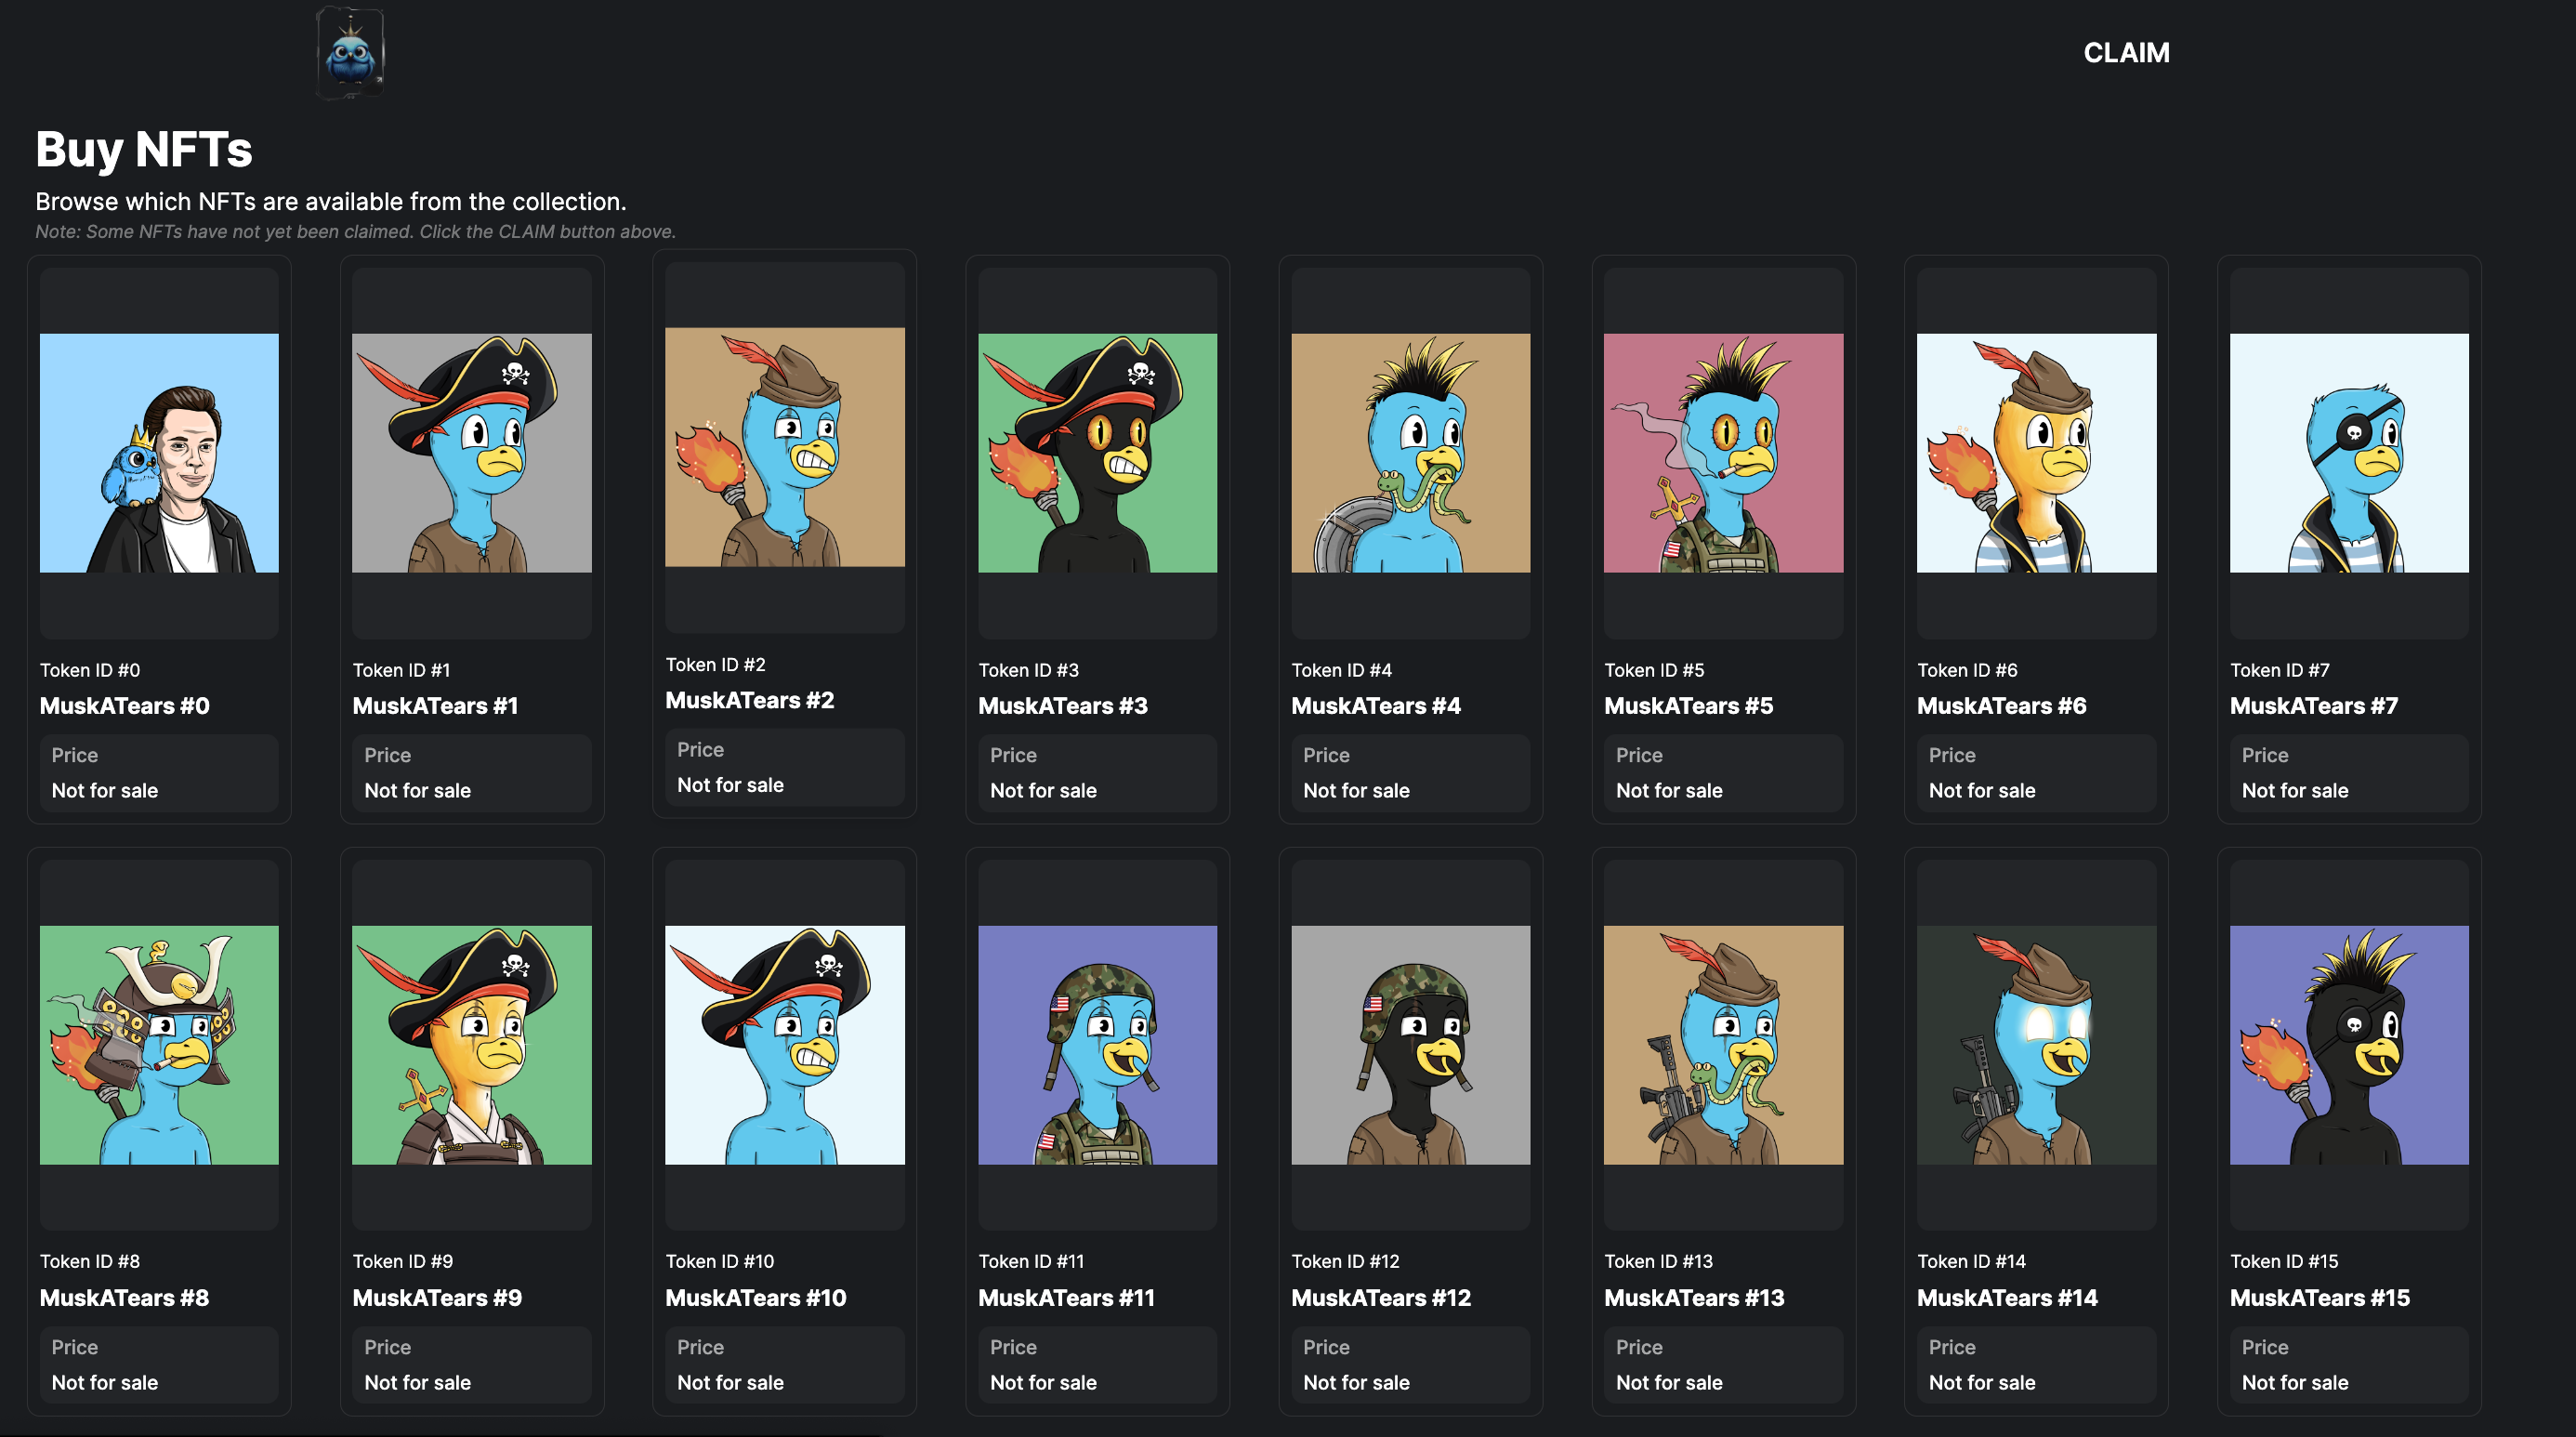 CLAIM
Buy NFTs
Browse which NFTs are available from the collection.
Note: Some NFTs have not yet been claimed. Click the CLAIM button above.
Token ID #0
MuskATears #0
Price
Not for sale
Token ID #1
MuskATears #1
Price
Not for sale
Token ID #2
MuskATears #2
Price
Not for sale
Token ID #3
MuskATears #3
Price
Not for sale
Token ID #4
MuskATears #4
Price
Not for sale
Token ID #5
MuskATears #5
Price
Not for sale
Token ID #6
MuskATears #6
Price
Not for sale
Token ID #7
MuskATears #7
Price
Not for sale
Token ID #8
MuskATears #8
Price
Not for sale
Token ID #9
MuskATears #9
Price
Not for sale
Token ID #10
MuskATears #10
Price
Not for sale
Token ID #11
MuskATears #11
Price
Not for sale
Token ID #12
MuskATears #12
Price
Not for sale
Token ID #13
MuskATears #13
Price
Not for sale
Token ID #14
MuskATears #14
Price
Not for sale
Token ID #15
MuskATears #15
Price
Not for sale